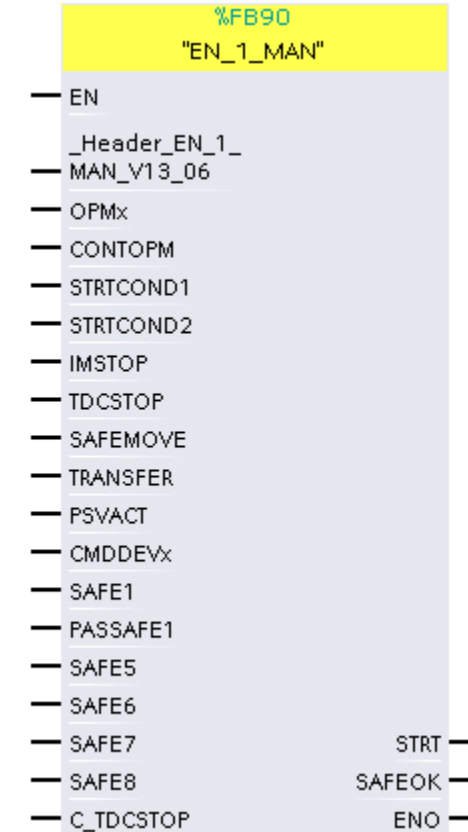 %FB90
"EN_1_MAN"
EN
_Header_EN_1_
MAN_V13_06
OPMx
CONTOPM
STRTCOND1
STRTCOND2
IMSTOP
TDCSTOP
SAFEMOVE
TRANSFER
PSVACT
CMDDEVx
SAFE1
PASSAFE1
SAFE5
SAFE6
SAFE7 STRT
SAFE8 SAFEOK
C_TDCSTOP ENO